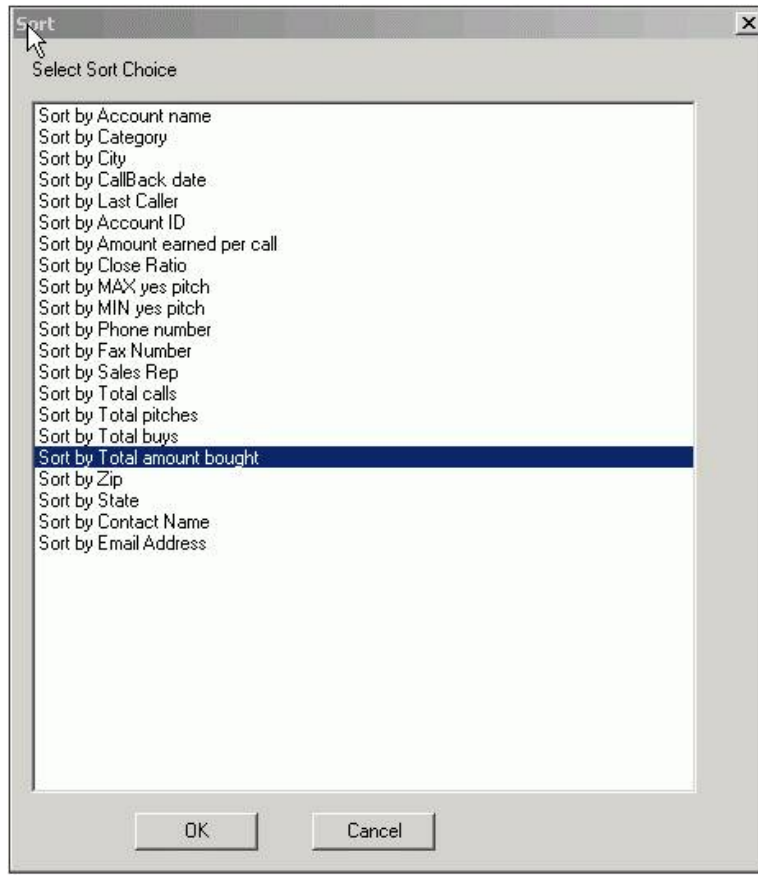 Sort
Select Sort Choice
Sort by Account name
Sort by Category
Sort by City
Sort by CallBack date
Sort by Last Caller
Sort by Account ID
Sort by Amount earned per call
Sort by Close Ratio
Sort by MAX yes pitch
Sort by MIN yes pitch
Sort by Phone number
Sort by Fax Number
Sort by Sales Rep
Sort by Total calls
Sort by Total pitches
Sort by Total buys
Sort by Total amount bought
Sort by Zip
Sort by State
Sort by Contact Name
Sort by Email Address
OK Cancel